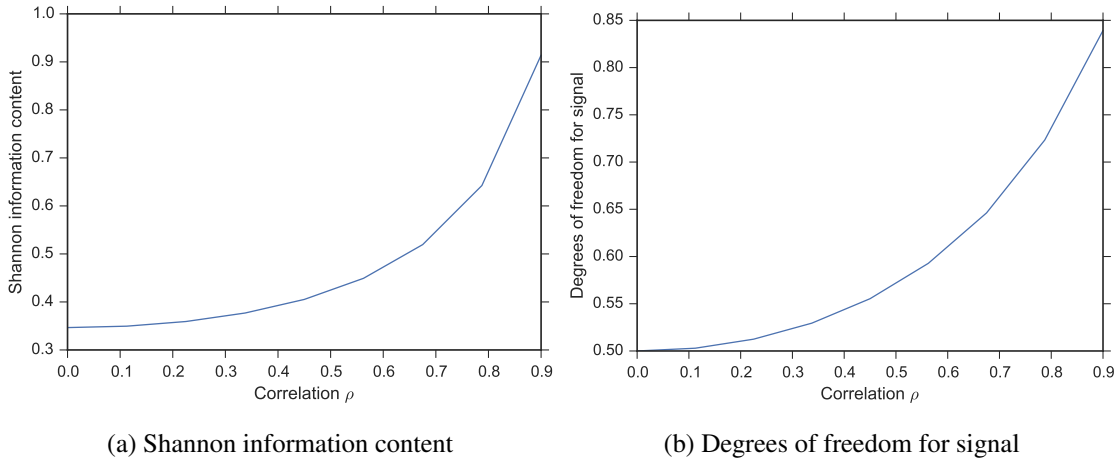 1.0
0.9
0.8
0.7
0.6
0.5
0.4
0.3
Shannon information content
0.0 0.1 0.2 0.3 0.4 0.5 0.6 0.7 0.8 0.9
Correlation ρ
(a) Shannon information content
0.85
0.80
0.75
0.70
0.65
0.60
0.55
0.50
Degrees of freedom for signal
0.0 0.1 0.2 0.3 0.4 0.5 0.6 0.7 0.8 0.9
Correlation ρ
(b) Degrees of freedom for signal